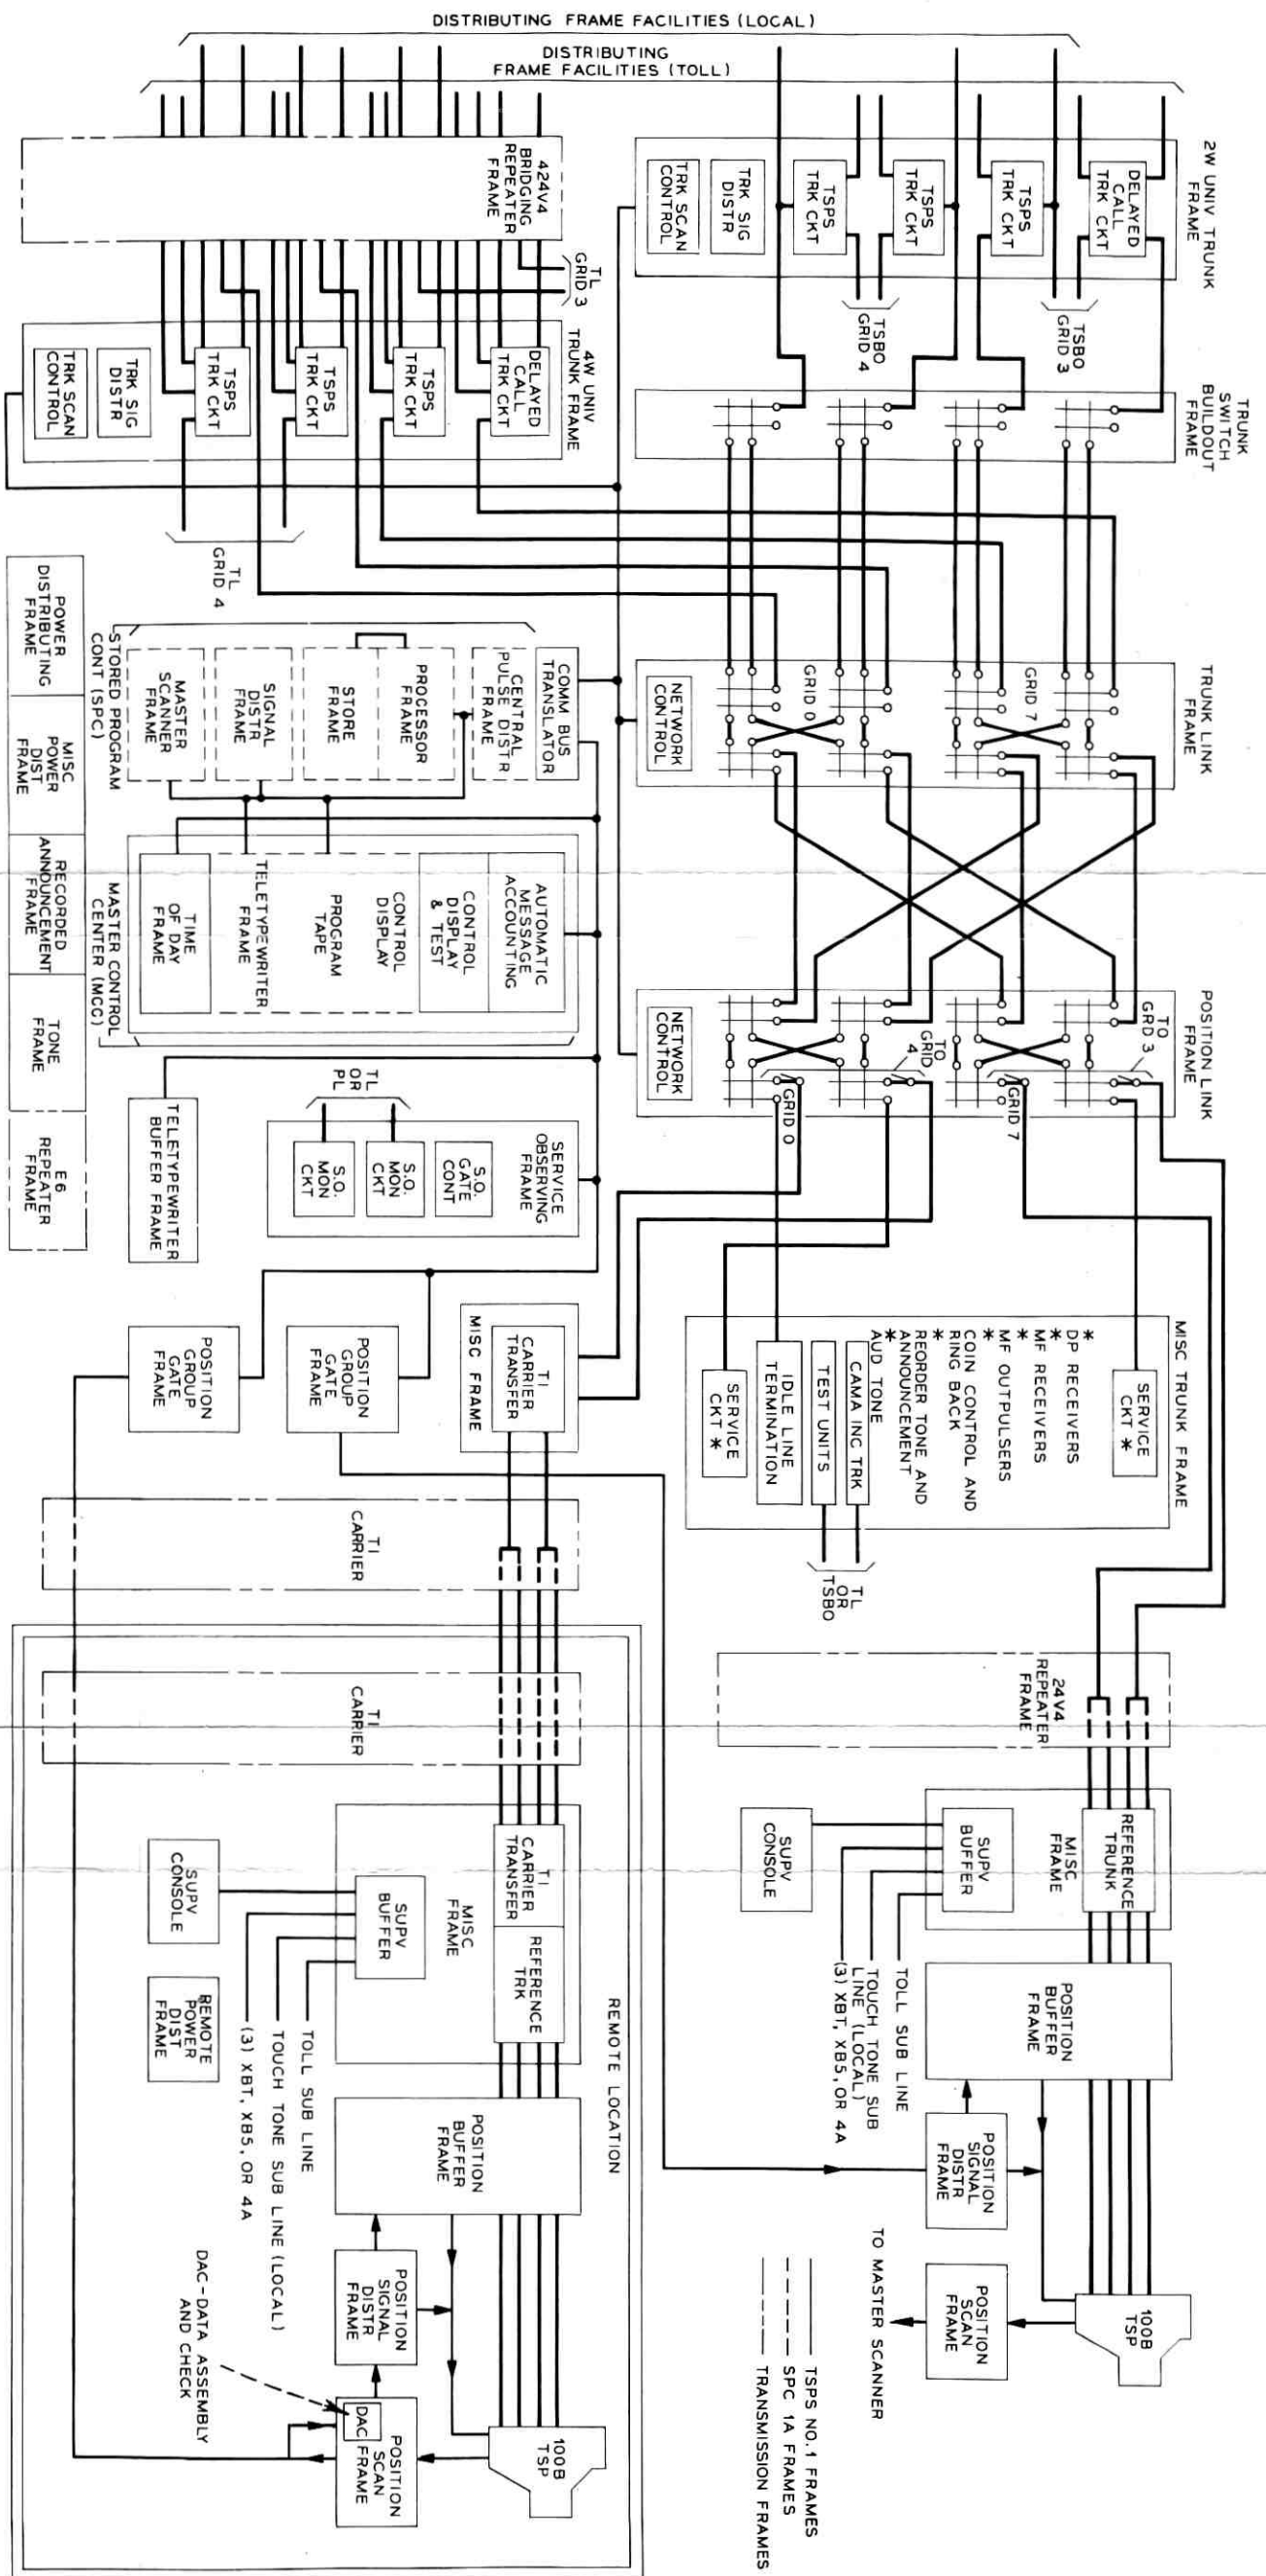 DISTRIBUTING FRAME FACILITIES (LOCAL)
DISTRIBUTING
FRAME FACILITIES (TOLL)
2W UNIV TRUNK
FRAME
DELAYED
CALL
TRK CKT
TSPS
TRK CKT
TSPS
TRK CKT
TSPS
TRK CKT
TRK SIG
DISTR
TRK SCAN
CONTROL
424V4
BRIDGING
REPEATER
FRAME
TSBO
GRID 3
TSBO
GRID 4
TL
GRID 3
TRUNK
SWITCH
BUILDOUT
FRAME
4W UNIV
TRUNK FRAME
DELAYED
CALL
TRK CKT
TSPS
TRK CKT
TSPS
TRK CKT
TSPS
TRK CKT
TRK SIG
DISTR
TRK SCAN
CONTROL
TL
GRID 4
TRUNK LINK
FRAME
GRID 7
GRID 0
NETWORK
CONTROL
COMM BUS
TRANSLATOR
CENTRAL
PULSE DISTR
FRAME
PROCESSOR
FRAME
STORE
FRAME
SIGNAL
DISTR
FRAME
MASTER
SCANNER
FRAME
STORED PROGRAM
CONT (SPC)
POWER
DISTRIBUTING
FRAME
MISC
POWER
DIST
FRAME
RECORDED
ANNOUNCEMENT
FRAME
TONE
FRAME
E6
REPEATER
FRAME
AUTOMATIC
MESSAGE
ACCOUNTING
CONTROL
DISPLAY
& TEST
CONTROL
DISPLAY
PROGRAM
TAPE
TELETYPEWRITER
FRAME
TIME
OF DAY
FRAME
MASTER CONTROL
CENTER (MCC)
POSITION LINK
FRAME
TO
GRD 3
TO
GRID
4
GRID 7
GRID 0
NETWORK
CONTROL
TELETYPEWRITER
BUFFER FRAME
SERVICE
OBSERVING
FRAME
S.O.
GATE
CONT
S.O.
MON
CKT
S.O.
MON
CKT
TL
OR
PL
MISC TRUNK FRAME
SERVICE
CKT *
*
DP RECEIVERS
*
MF RECEIVERS
*
MF OUTPULSERS
*
COIN CONTROL AND
RING BACK
*
REORDER TONE AND
ANNOUNCEMENT
*
AUD TONE
CAMA INC TRK
TEST UNITS
IDLE LINE
TERMINATION
SERVICE
CKT *
TL
OR
TSBO
T1
CARRIER
TRANSFER
MISC FRAME
POSITION
GROUP
GATE
FRAME
POSITION
GROUP
GATE
FRAME
T1
CARRIER
24V4
REPEATER
FRAME
T1
CARRIER
REFERENCE
TRUNK
MISC
FRAME
SUPV
BUFFER
SUPV
CONSOLE
TOLL SUB LINE
TOUCH TONE SUB
LINE (LOCAL)
(3) XBT, XB5, OR 4A
POSITION
BUFFER
FRAME
POSITION
SIGNAL
DISTR
FRAME
POSITION
SCAN
FRAME
100B
TSP
TO MASTER SCANNER
REMOTE LOCATION
T1
CARRIER
TRANSFER
REFERENCE
TRK
MISC
FRAME
SUPV
BUFFER
SUPV
CONSOLE
REMOTE
POWER
DIST
FRAME
TOLL SUB LINE
TOUCH TONE SUB LINE (LOCAL)
(3) XBT, XB5, OR 4A
POSITION
BUFFER
FRAME
POSITION
SIGNAL
DISTR
FRAME
POSITION
SCAN
FRAME
DAC
100B
TSP
DAC-DATA ASSEMBLY
AND CHECK
TSPS NO.1 FRAMES
SPC 1A FRAMES
TRANSMISSION FRAMES